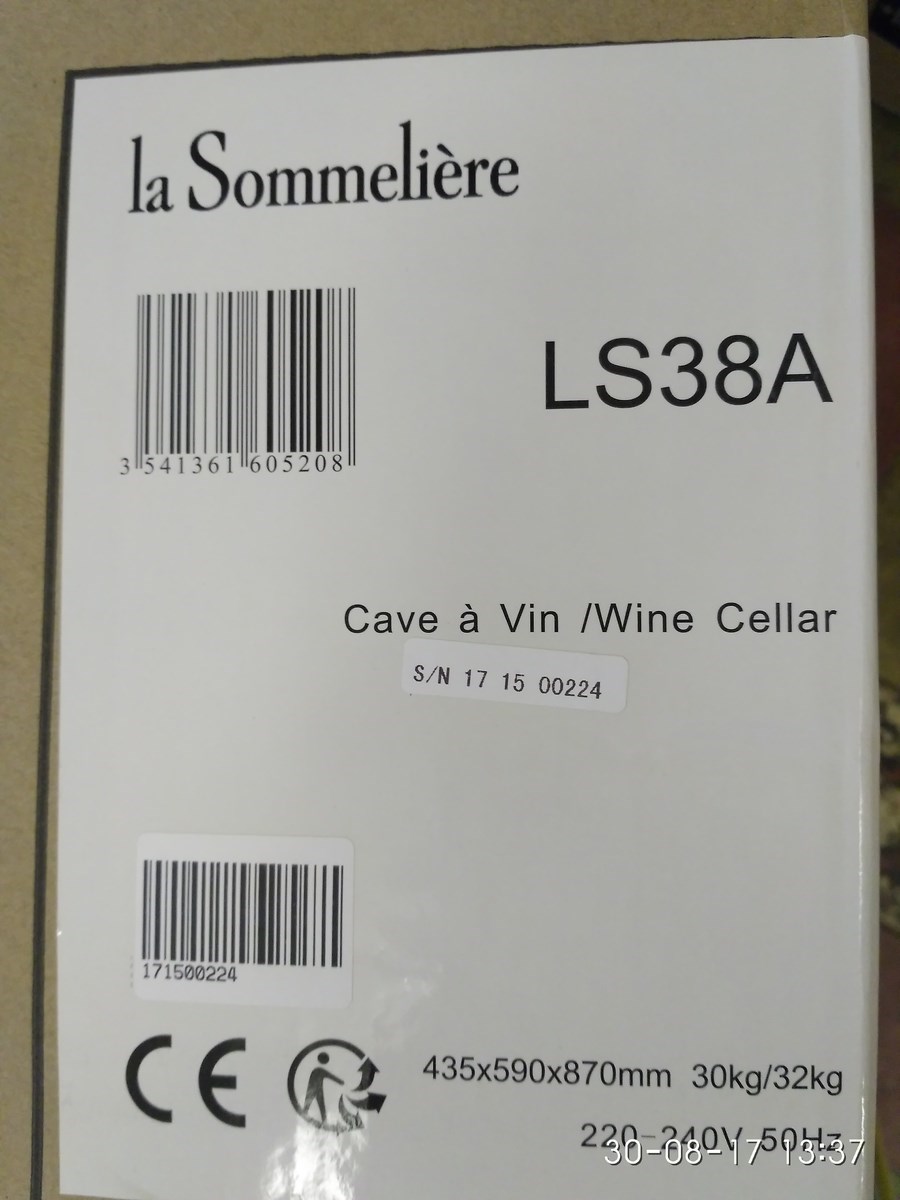 la Sommelière
LS38A
3 541361 605208
Cave à Vin /Wine Cellar
S/N 17 15 00224
171500224
CE
435x590x870mm 30kg/32kg
220-240V 50Hz
30-08-17 13:37